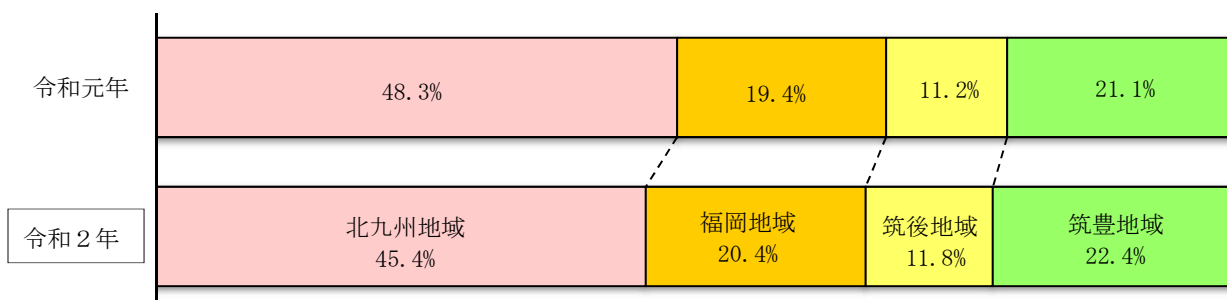 令和元年
48.3%
19.4%
11.2%
21.1%
令和２年
北九州地域
45.4%
福岡地域
20.4%
筑後地域
11.8%
筑豊地域
22.4%